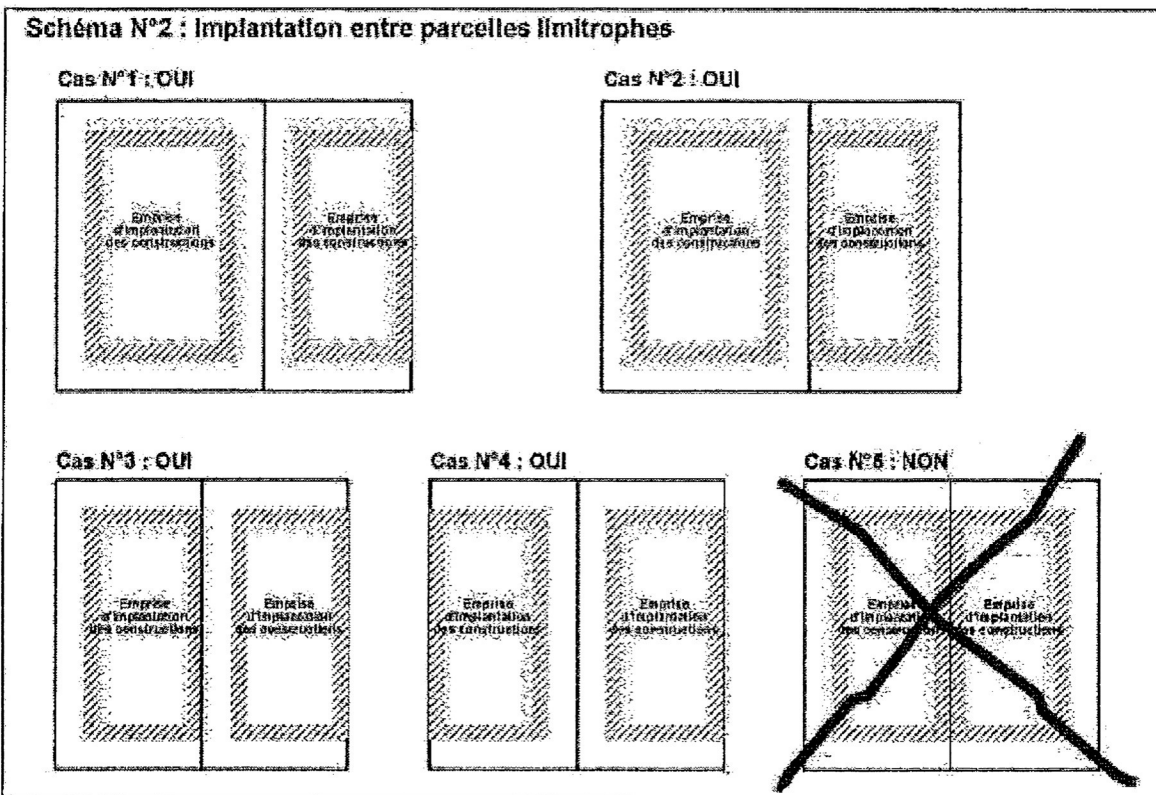 Schéma N°2 : Implantation entre parcelles limitrophes
Cas N°1 : OUI
Emprise
d'implantation
des constructions
Emprise
d'implantation
des constructions
Cas N°2 : OUI
Emprise
d'implantation
des constructions
Emprise
d'implantation
des constructions
Cas N°3 : OUI
Emprise
d'implantation
des constructions
Emprise
d'implantation
des constructions
Cas N°4 : OUI
Emprise
d'implantation
des constructions
Emprise
d'implantation
des constructions
Cas N°5 : NON
Emprise
d'implantation
des constructions
Emprise
d'implantation
des constructions